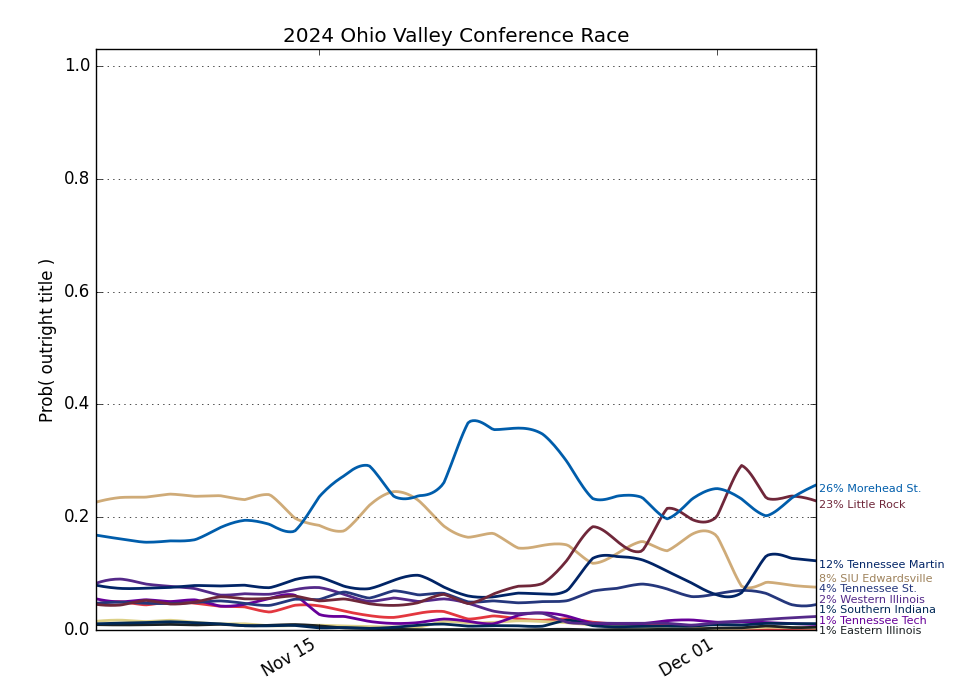 2024 Ohio Valley Conference Race
Prob( outright title )
1.0
0.8
0.6
0.4
0.2
0.0
Nov 15
Dec 01
26% Morehead St.
23% Little Rock
12% Tennessee Martin
8% SIU Edwardsville
4% Tennessee St.
2% Western Illinois
1% Southern Indiana
1% Tennessee Tech
1% Eastern Illinois